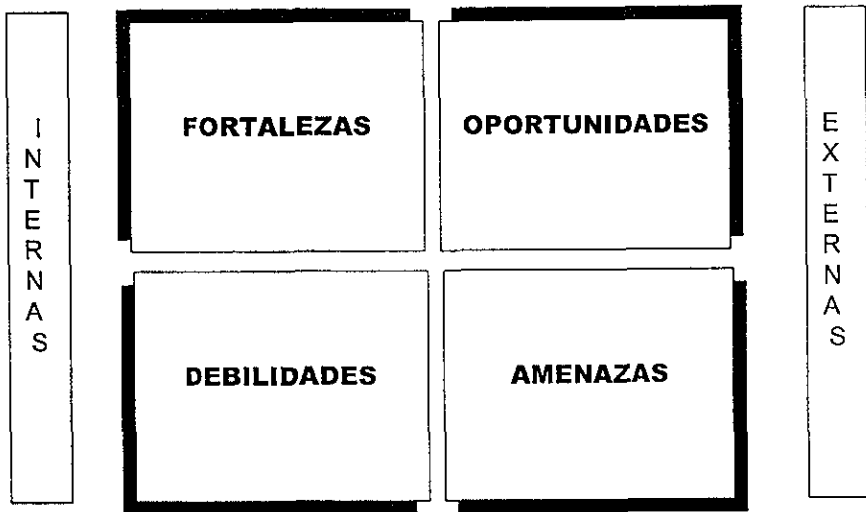 INTERNAS
FORTALEZAS
OPORTUNIDADES
DEBILIDADES
AMENAZAS
EXTERNAS